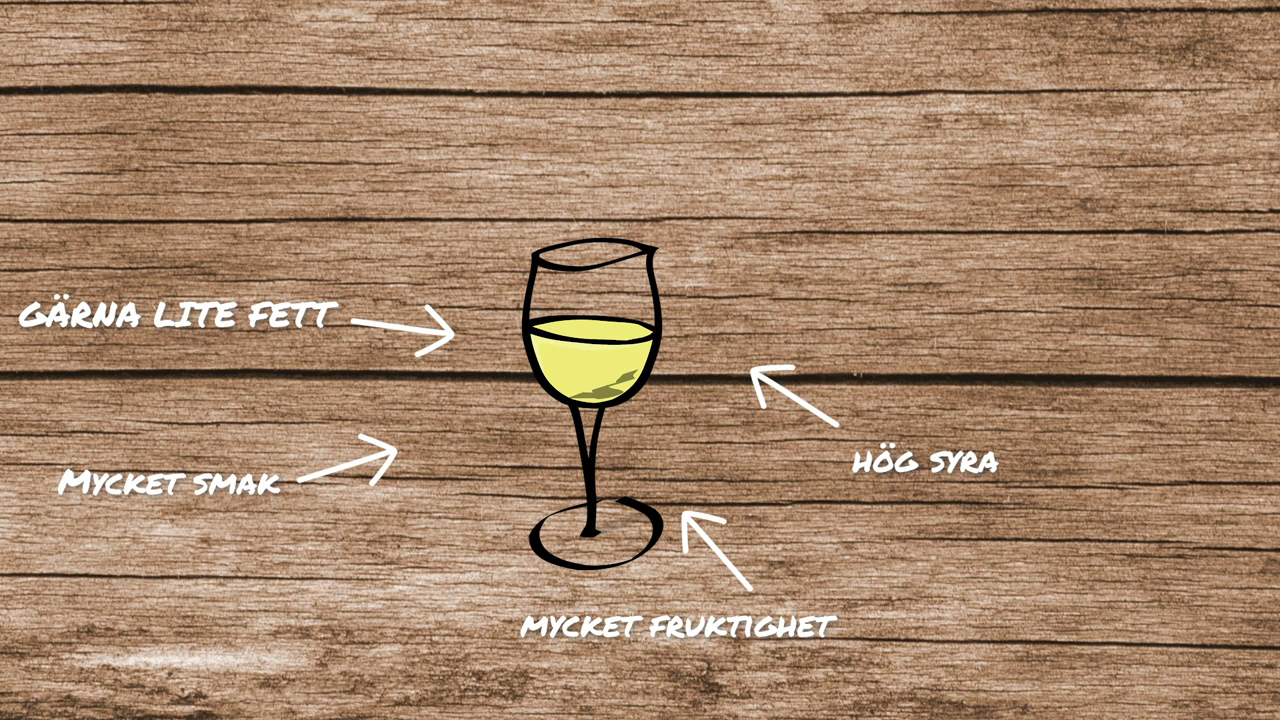 GÄRNA LITE FETT
MYCKET SMAK
HÖG SYRA
MYCKET FRUKTIGHET